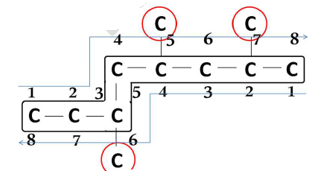 C C
4 5 6 7 8
C — C — C — C — C
1 2 3 5 4 3 2 1
C — C — C
8 7 6
C